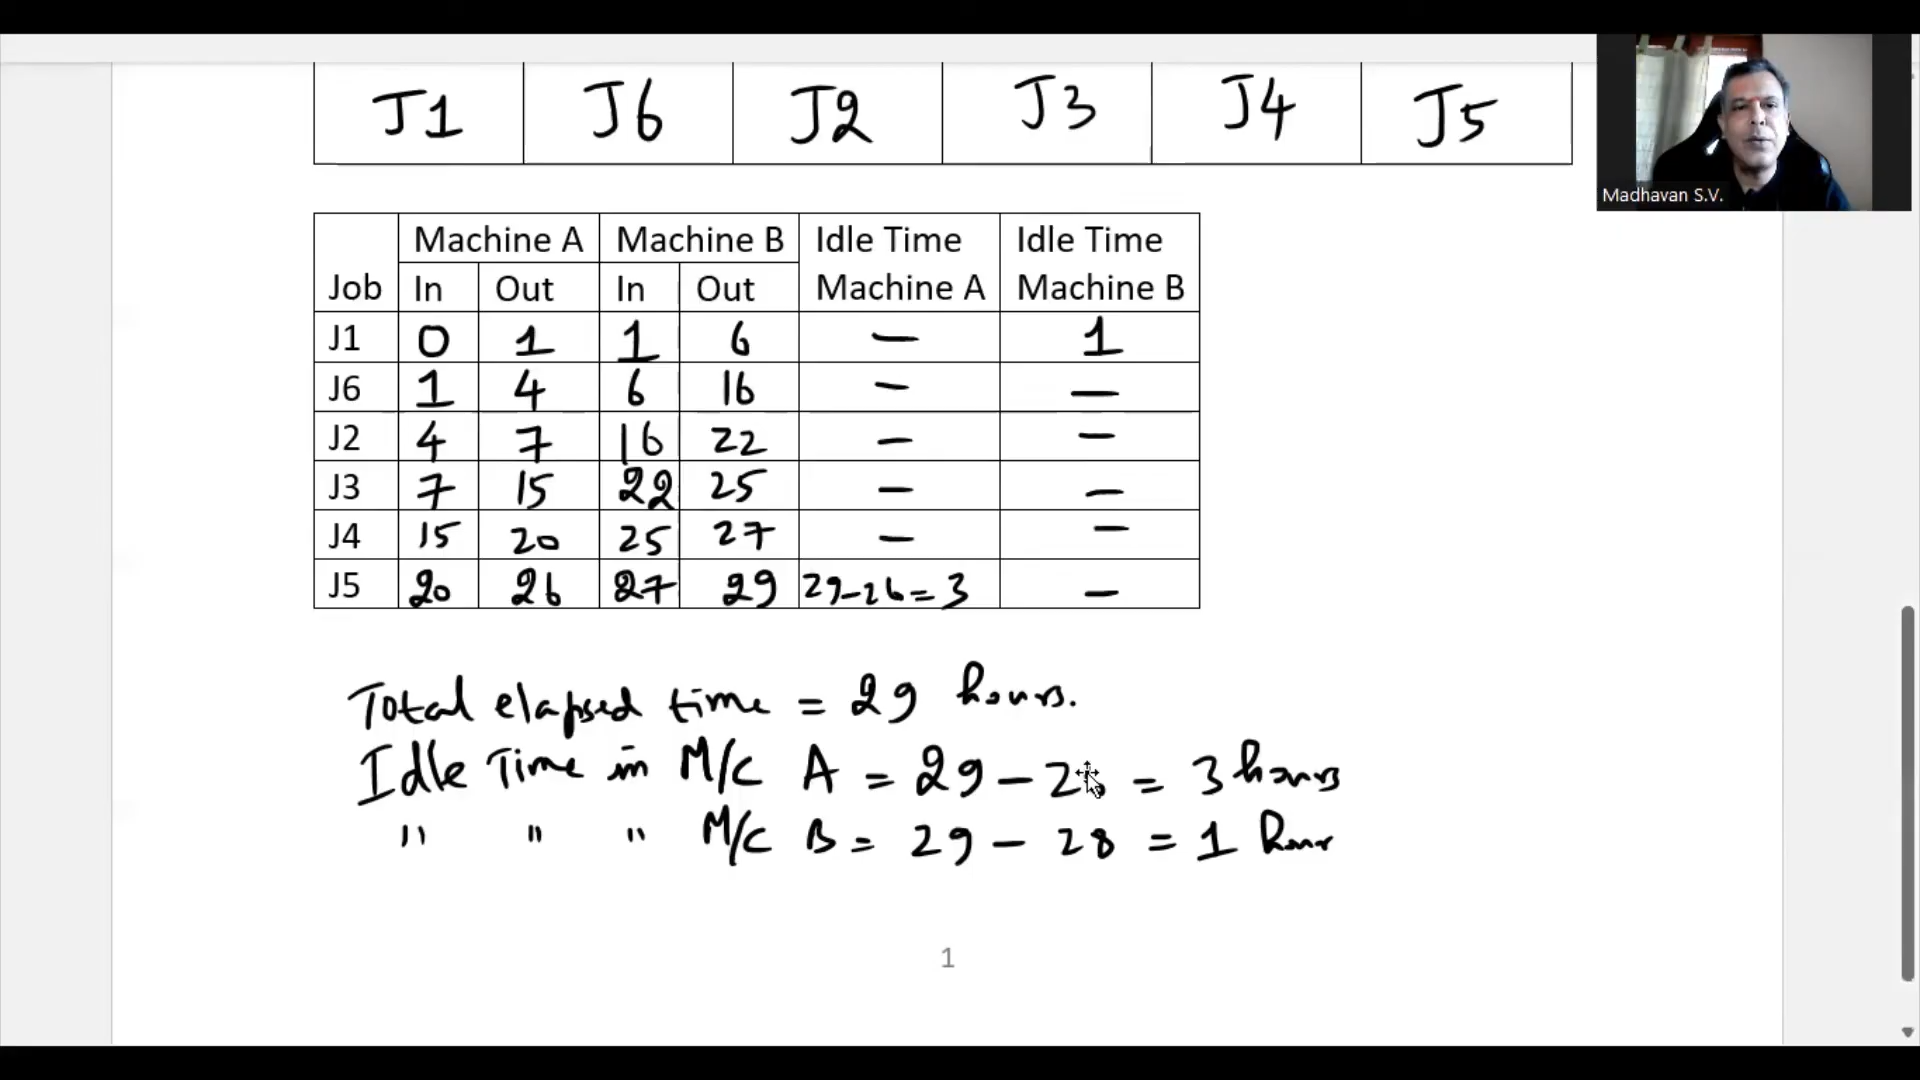 J1 J6 J2 J3 J4 J5
Madhavan S.V.
Job Machine A Machine B Idle Time Machine A Idle Time Machine B
In Out In Out
J1 0 1 1 6 — 1
J6 1 4 6 16 — —
J2 4 7 16 22 — —
J3 7 15 22 25 — —
J4 15 20 25 27 — —
J5 20 26 27 29 29-26=3 —
Total elapsed time = 29 hours.
Idle Time in M/C A = 29 - = 3 hours
" " " M/C B = 29 - 28 = 1 hour
1